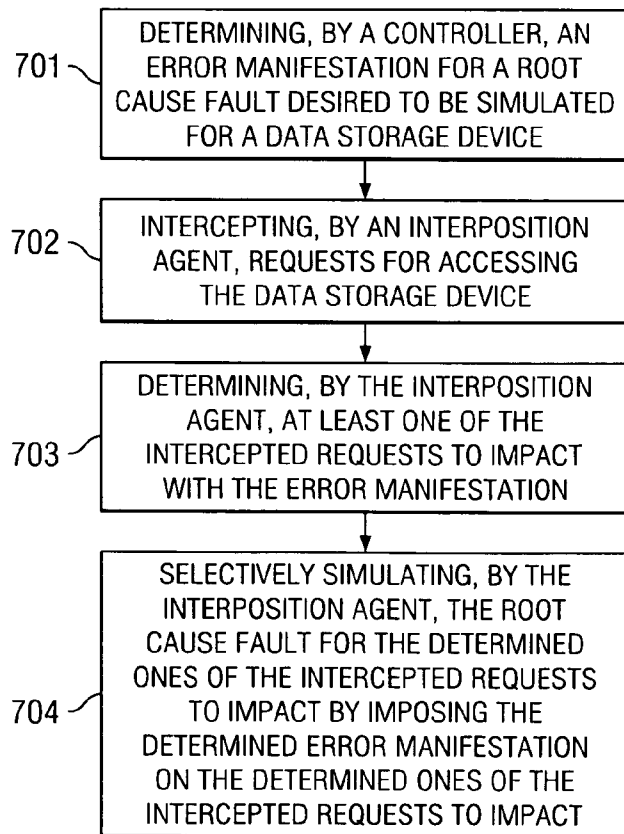 701
DETERMINING, BY A CONTROLLER, AN
ERROR MANIFESTATION FOR A ROOT
CAUSE FAULT DESIRED TO BE SIMULATED
FOR A DATA STORAGE DEVICE
702
INTERCEPTING, BY AN INTERPOSITION
AGENT, REQUESTS FOR ACCESSING
THE DATA STORAGE DEVICE
703
DETERMINING, BY THE INTERPOSITION
AGENT, AT LEAST ONE OF THE
INTERCEPTED REQUESTS TO IMPACT
WITH THE ERROR MANIFESTATION
704
SELECTIVELY SIMULATING, BY THE
INTERPOSITION AGENT, THE ROOT
CAUSE FAULT FOR THE DETERMINED
ONES OF THE INTERCEPTED REQUESTS
TO IMPACT BY IMPOSING THE
DETERMINED ERROR MANIFESTATION
ON THE DETERMINED ONES OF THE
INTERCEPTED REQUESTS TO IMPACT